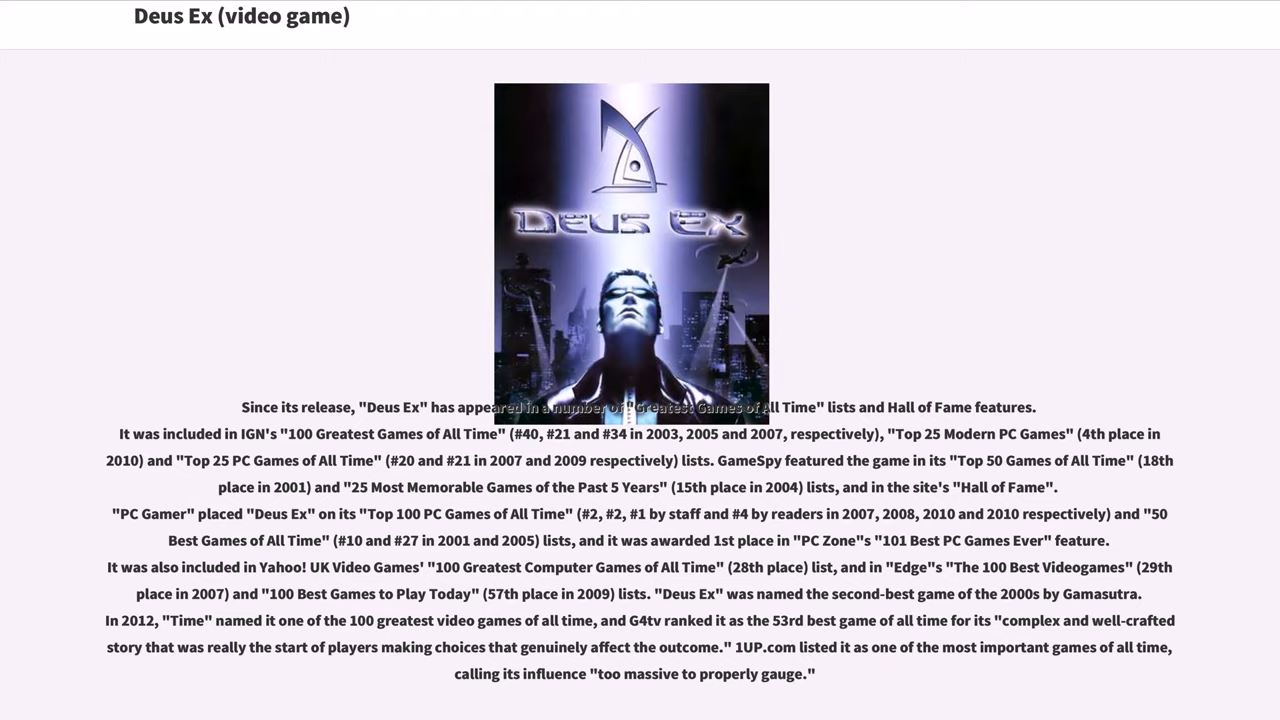 Deus Ex (video game)
DEUS EX
Since its release, "Deus Ex" has appeared in a number of "Greatest Games of All Time" lists and Hall of Fame features.
It was included in IGN's "100 Greatest Games of All Time" (#40, #21 and #34 in 2003, 2005 and 2007, respectively), "Top 25 Modern PC Games" (4th place in
2010) and "Top 25 PC Games of All Time" (#20 and #21 in 2007 and 2009 respectively) lists. GameSpy featured the game in its "Top 50 Games of All Time" (18th
place in 2001) and "25 Most Memorable Games of the Past 5 Years" (15th place in 2004) lists, and in the site's "Hall of Fame".
"PC Gamer" placed "Deus Ex" on its "Top 100 PC Games of All Time" (#2, #2, #1 by staff and #4 by readers in 2007, 2008, 2010 and 2010 respectively) and "50
Best Games of All Time" (#10 and #27 in 2001 and 2005) lists, and it was awarded 1st place in "PC Zone"s "101 Best PC Games Ever" feature.
It was also included in Yahoo! UK Video Games' "100 Greatest Computer Games of All Time" (28th place) list, and in "Edge"s "The 100 Best Videogames" (29th
place in 2007) and "100 Best Games to Play Today" (57th place in 2009) lists. "Deus Ex" was named the second-best game of the 2000s by Gamasutra.
In 2012, "Time" named it one of the 100 greatest video games of all time, and G4tv ranked it as the 53rd best game of all time for its "complex and well-crafted
story that was really the start of players making choices that genuinely affect the outcome." 1UP.com listed it as one of the most important games of all time,
calling its influence "too massive to properly gauge."